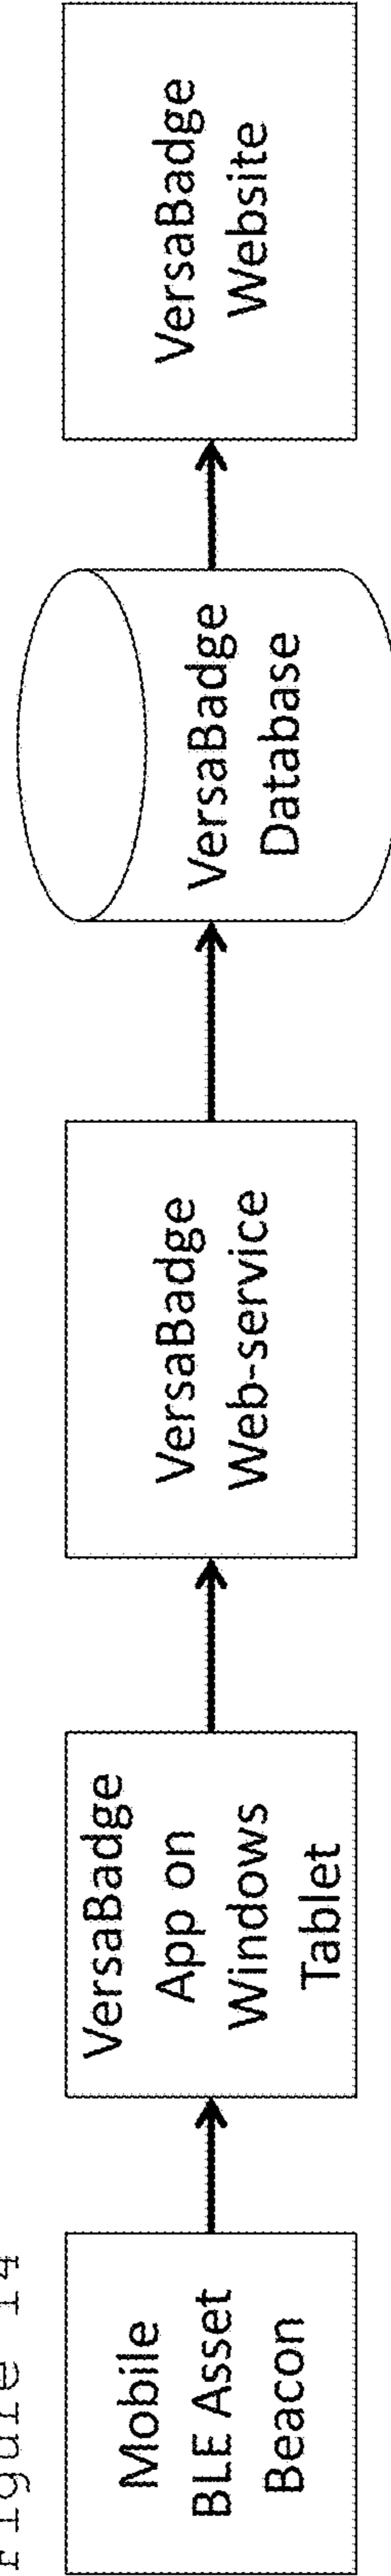 Figure 14
Mobile
BLE Asset
Beacon
VersaBadge
App on
Windows
Tablet
VersaBadge
Web-service
VersaBadge
Database
VersaBadge
Website